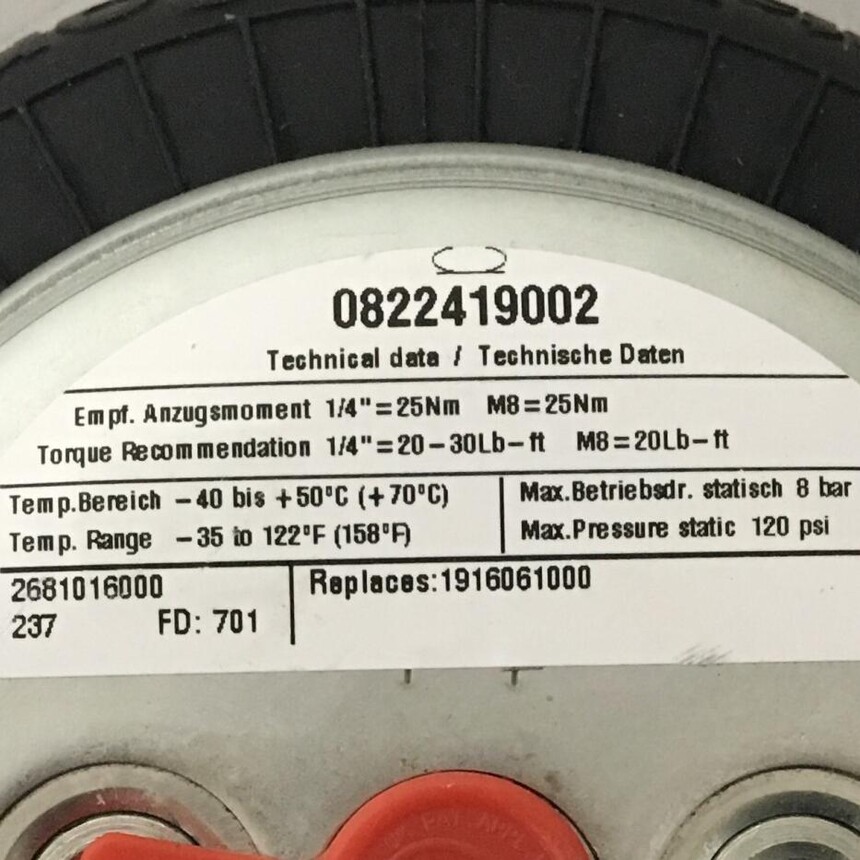 0822419002
Technical data / Technische Daten
Empf. Anzugsmoment 1/4"=25Nm M8=25Nm
Torque Recommendation 1/4"=20-30Lb-ft M8=20Lb-ft
Temp.Bereich -40 bis +50°C (+70°C)
Temp. Range -35 to 122°F (158°F)
Max.Betriebsdr. statisch 8 bar
Max.Pressure static 120 psi
2681016000
237 FD: 701
Replaces:1916061000